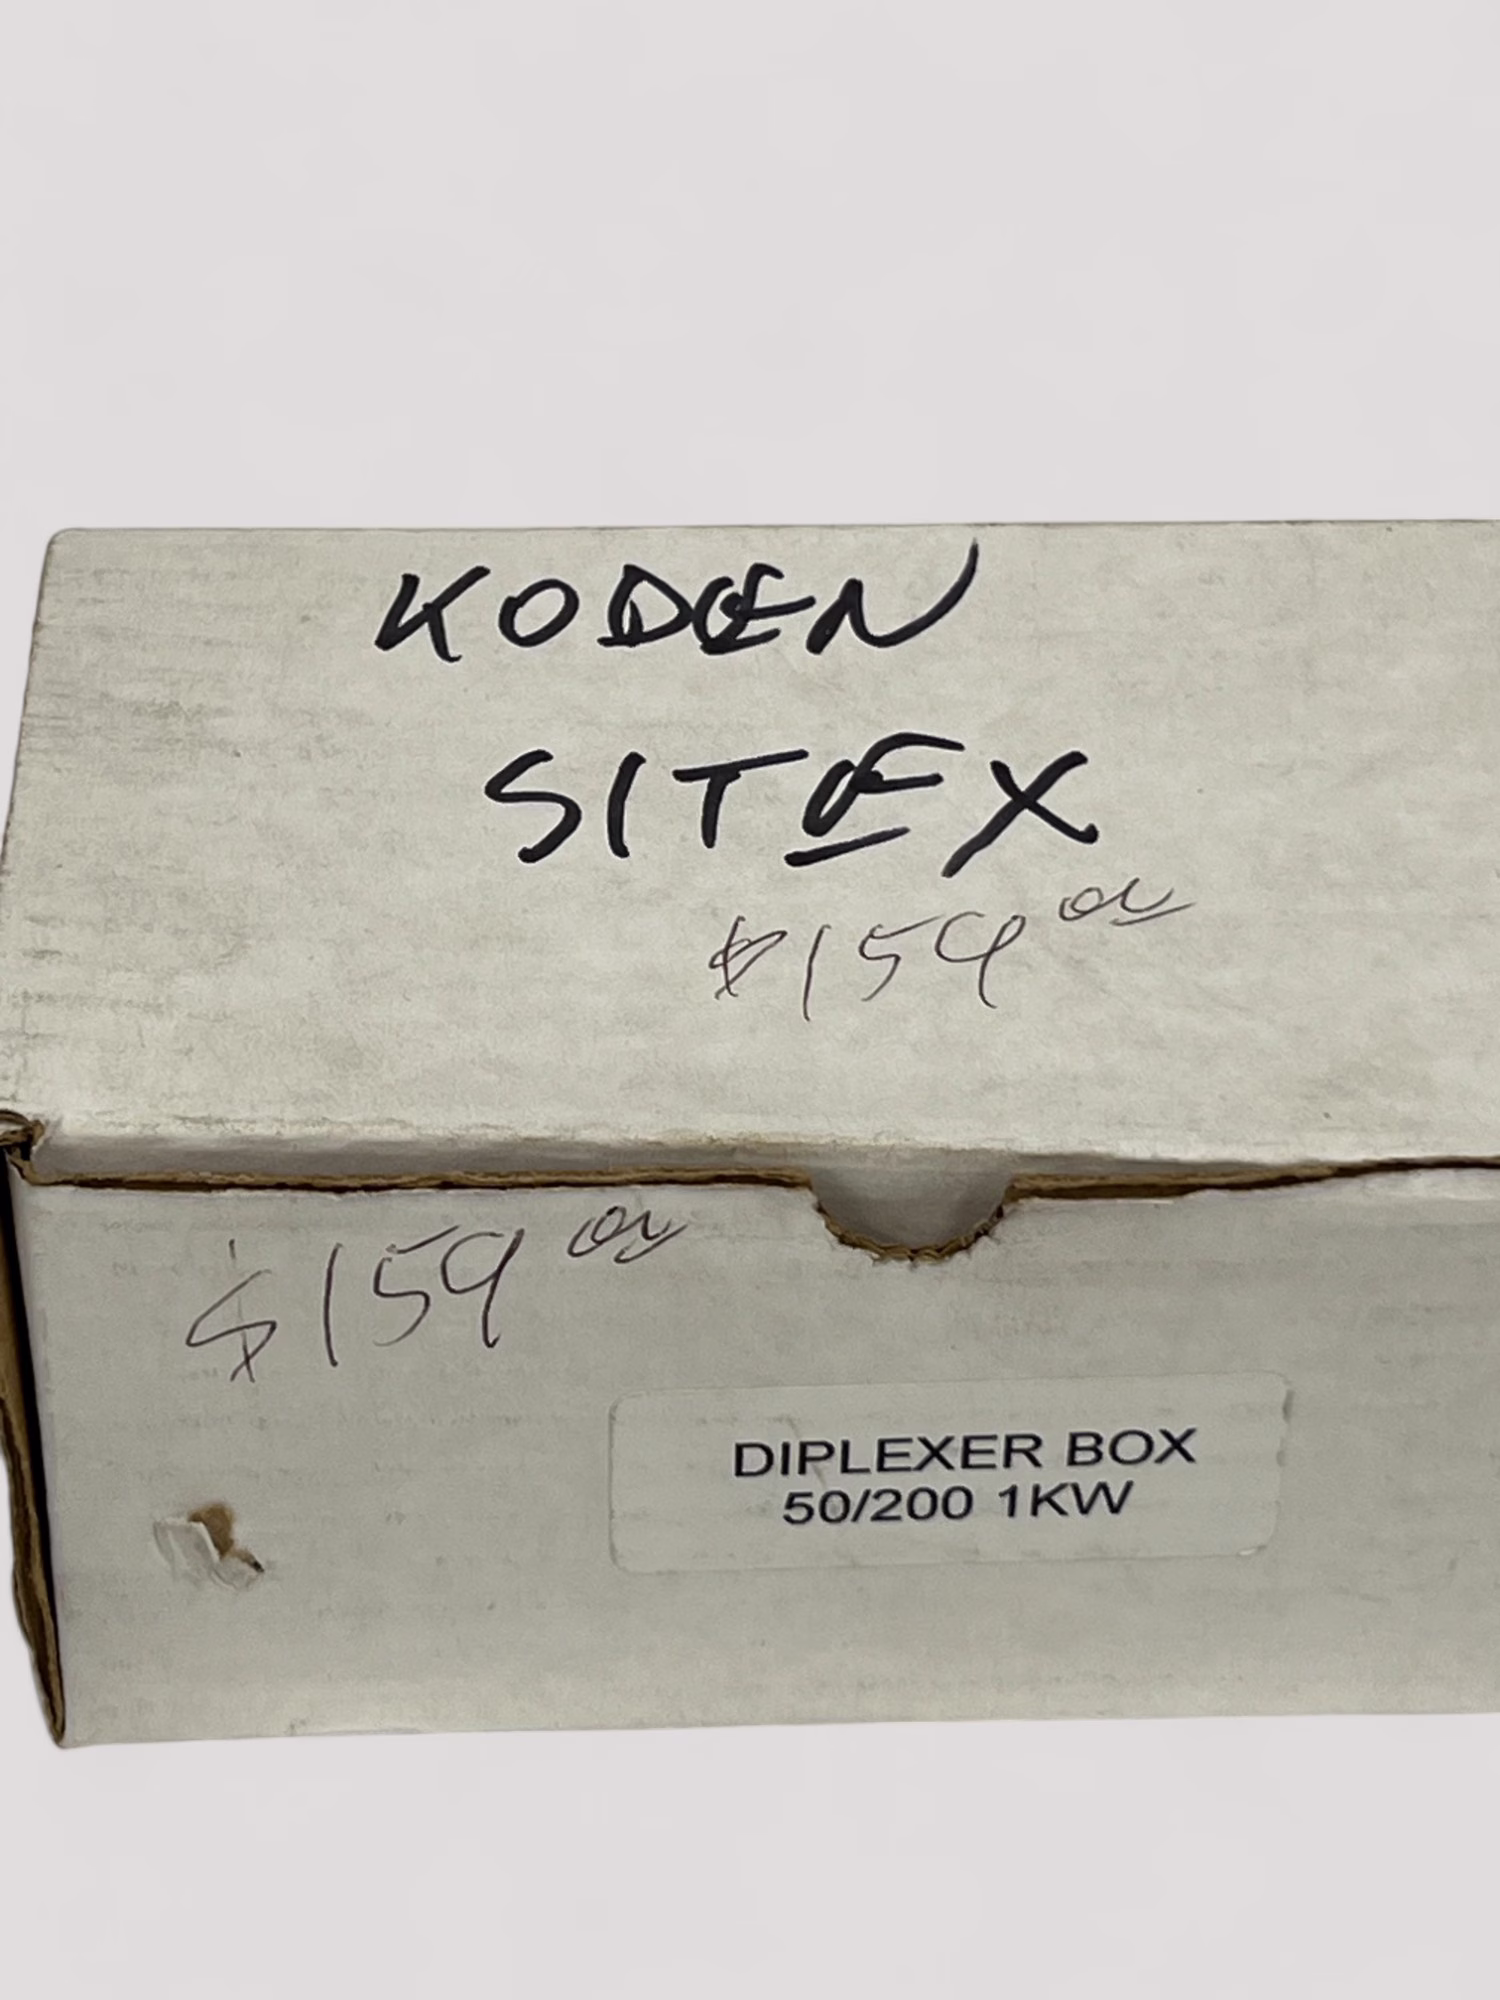 KODEN
SITEX
$159 00
$159 00
DIPLEXER BOX
50/200 1KW